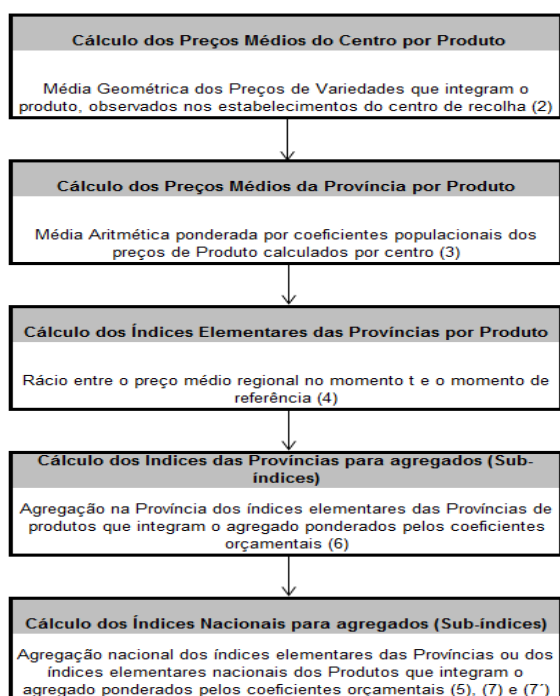 Cálculo dos Preços Médios do Centro por Produto
Média Geométrica dos Preços de Variedades que integram o
produto, observados nos estabelecimentos do centro de recolha (2)
Cálculo dos Preços Médios da Província por Produto
Média Aritmética ponderada por coeficientes populacionais dos
preços de Produto calculados por centro (3)
Cálculo dos Índices Elementares das Províncias por Produto
Rácio entre o preço médio regional no momento t e o momento de
referência (4)
Cálculo dos Indices das Províncias para agregados (Sub-
índices)
Agregação na Província dos índices elementares das Províncias de
produtos que integram o agregado ponderados pelos coeficientes
orçamentais (6)
Cálculo dos Índices Nacionais para agregados (Sub-índices)
Agregação nacional dos índices elementares das Províncias ou dos
índices elementares nacionais dos Produtos que integram o
agregado ponderados pelos coeficientes orçamentais (5), (7) e (7´)